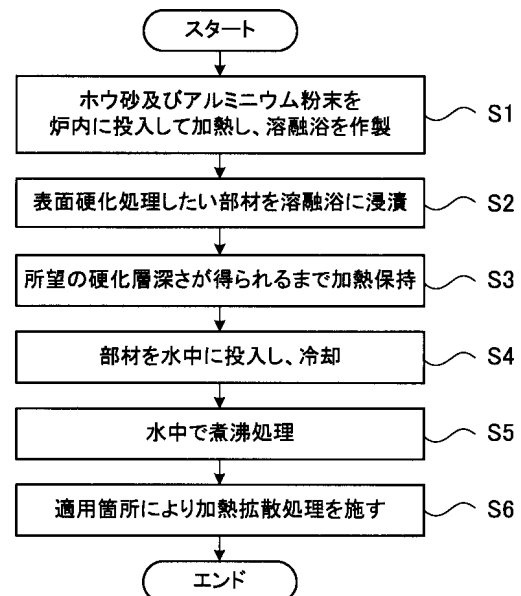 スタート
ホウ砂及びアルミニウム粉末を
炉内に投入して加熱し、溶融浴を作製
S1
表面硬化処理したい部材を溶融浴に浸漬
S2
所望の硬化層深さが得られるまで加熱保持
S3
部材を水中に投入し、冷却
S4
水中で煮沸処理
S5
適用箇所により加熱拡散処理を施す
S6
エンド